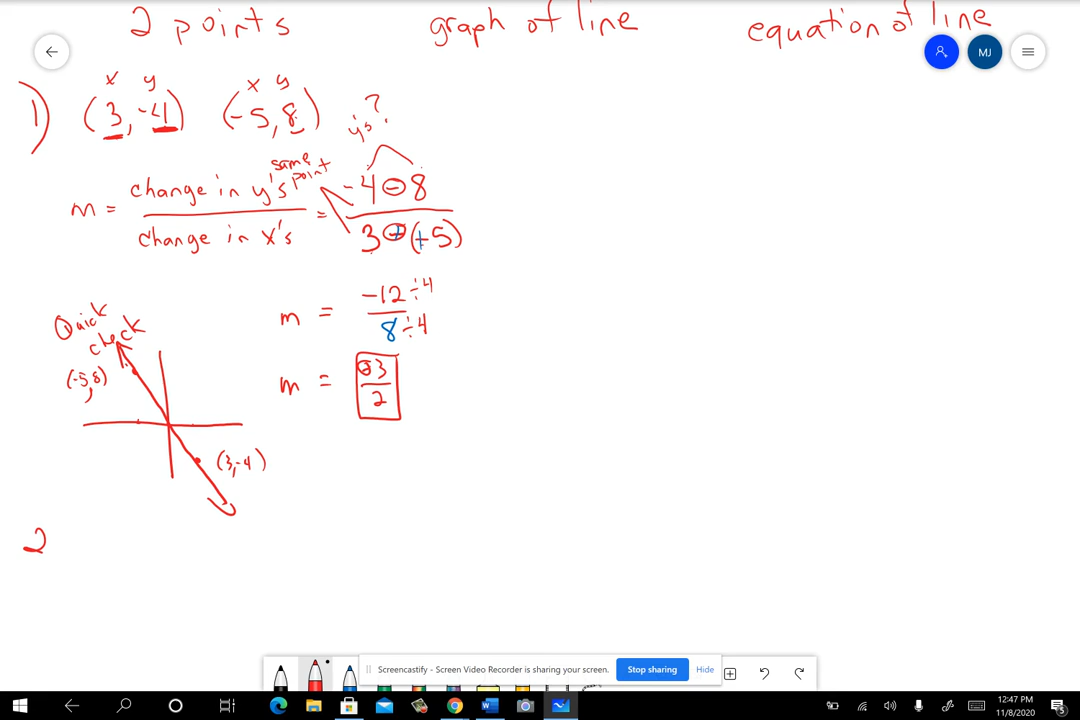 2 points graph of line equation of line
MJ
x y x y
1) (3, -4) (-5, 8)
y's?
same point
m = change in y's / change in x's = -4 - 8 / 3 + (+5)
m = -12 ÷4 / 8 ÷4
Quick check
m = -3 / 2
(-5, 8)
(3, -4)
2
Screencastify - Screen Video Recorder is sharing your screen. Stop sharing Hide
12:47 PM
11/8/2020
5